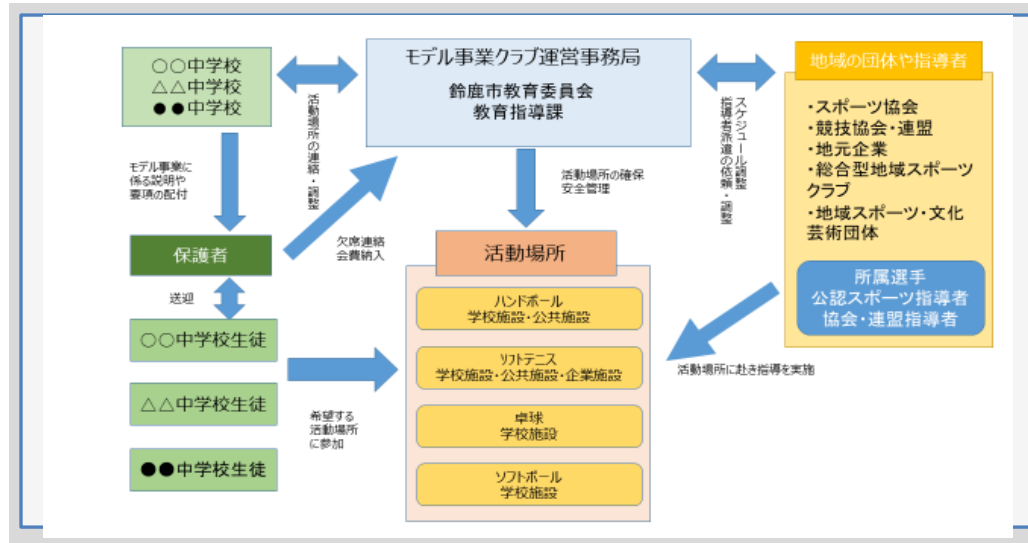 ○○中学校
△△中学校
●●中学校
モデル事業クラブ運営事務局
鈴鹿市教育委員会
教育指導課
地域の団体や指導者
・スポーツ協会
・競技協会・連盟
・地元企業
・総合型地域スポーツ
クラブ
・地域スポーツ・文化
芸術団体
所属選手
公認スポーツ指導者
協会・連盟指導者
活動場所の連絡・調整
スケジュール調整
指導者派遣の依頼・調整
モデル事業に
係る説明や
要項の配付
活動場所の確保
安全管理
保護者
欠席連絡
会費納入
送迎
○○中学校生徒
△△中学校生徒
●●中学校生徒
希望する
活動場所
に参加
活動場所
ハンドボール
学校施設・公共施設
ソフトテニス
学校施設・公共施設・企業施設
卓球
学校施設
ソフトボール
学校施設
活動場所に赴き指導を実施